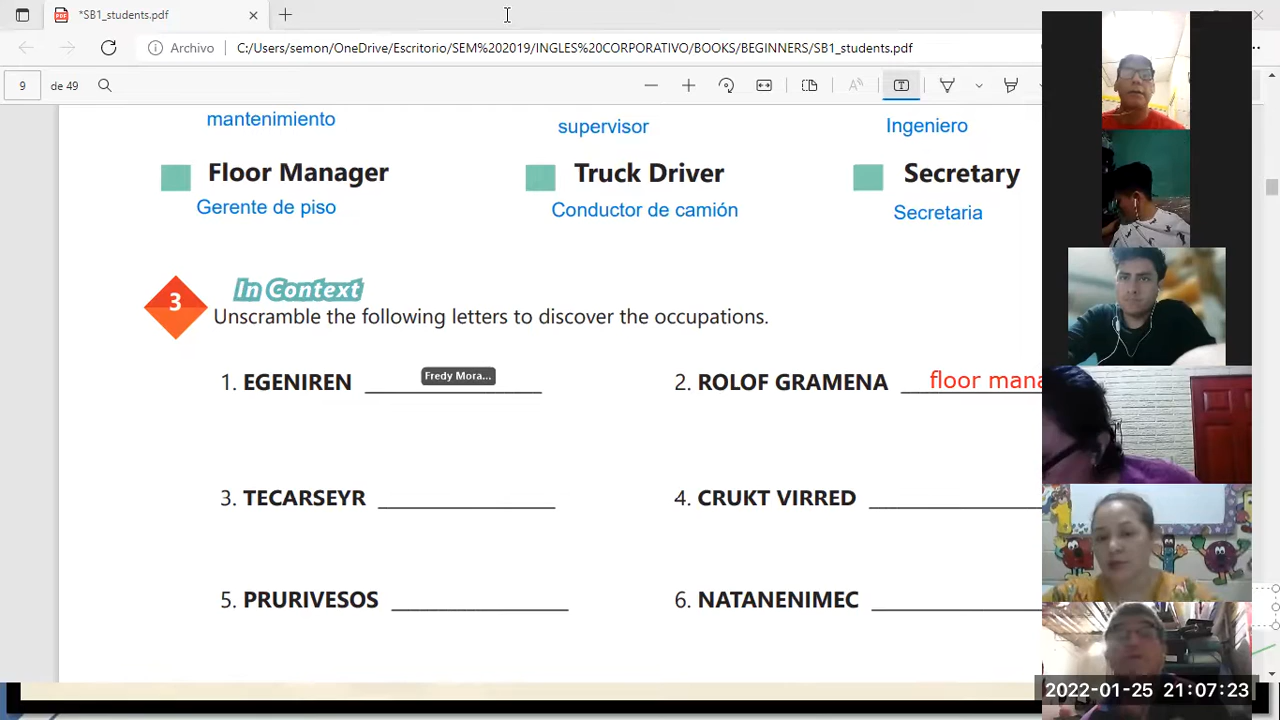 *SB1_students.pdf
Archivo C:/Users/semon/OneDrive/Escritorio/SEM%202019/INGLES%20CORPORATIVO/BOOKS/BEGINNERS/SB1_students.pdf
9 de 49
mantenimiento supervisor Ingeniero
Floor Manager Truck Driver Secretary
Gerente de piso Conductor de camión Secretaria
3 In Context
Unscramble the following letters to discover the occupations.
1. EGENIREN Fredy Mora... 2. ROLOF GRAMENA floor mana
3. TECARSEYR 4. CRUKT VIRRED
5. PRURIVESOS 6. NATANENIMEC
2022-01-25 21:07:23